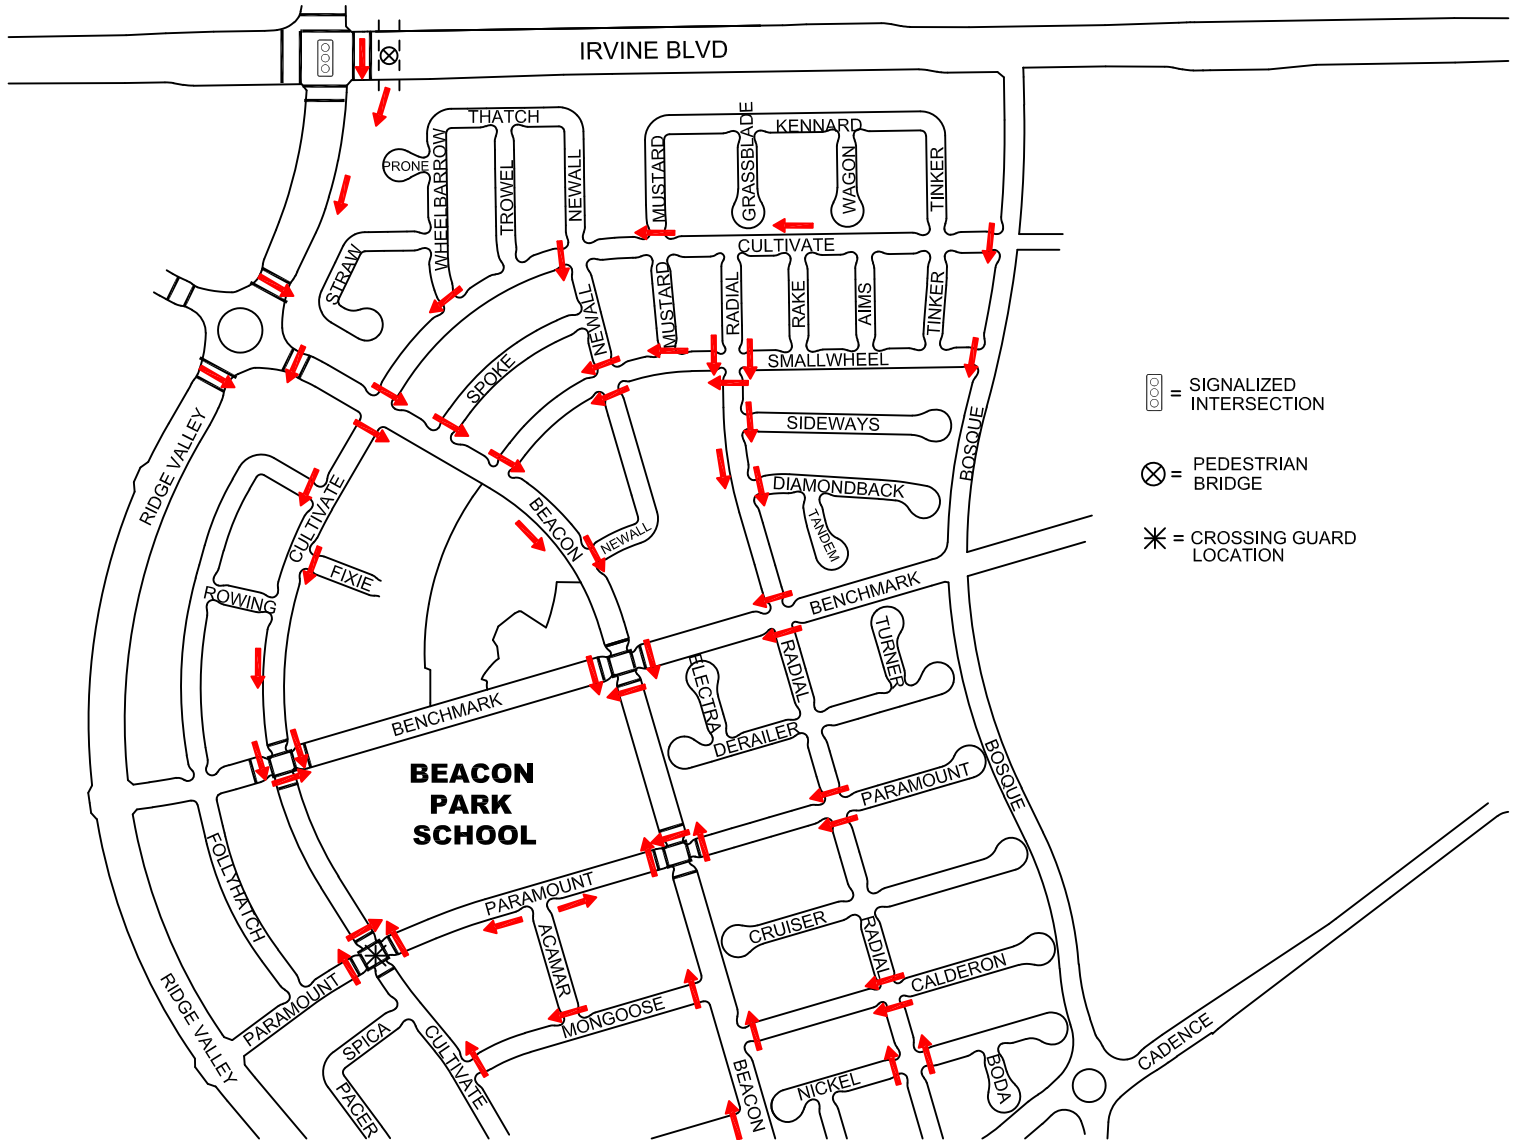 IRVINE BLVD
THATCH
GRASSBLADE
KENNARD
PRONE
WHEELBARROW
TROWEL
NEWALL
MUSTARD
WAGON
TINKER
CULTIVATE
STRAW
NEWALL
MUSTARD
RADIAL
RAKE
AIMS
TINKER
SMALLWHEEL
SPOKE
= SIGNALIZED
INTERSECTION
RIDGE VALLEY
SIDEWAYS
BOSQUE
= PEDESTRIAN
BRIDGE
DIAMONDBACK
TANDEM
CULTIVATE
BEACON
NEWALL
= CROSSING GUARD
LOCATION
FIXIE
ROWING
BENCHMARK
TURNER
RADIAL
ELECTRA
BENCHMARK
DERAILER
BOSQUE
BEACON
PARK
SCHOOL
PARAMOUNT
FOLLYHATCH
PARAMOUNT
CRUISER
ACAMAR
RADIAL
CALDERON
RIDGE VALLEY
PARAMOUNT
MONGOOSE
SPICA
CULTIVATE
CADENCE
BEACON
NICKEL
BODA
PACER